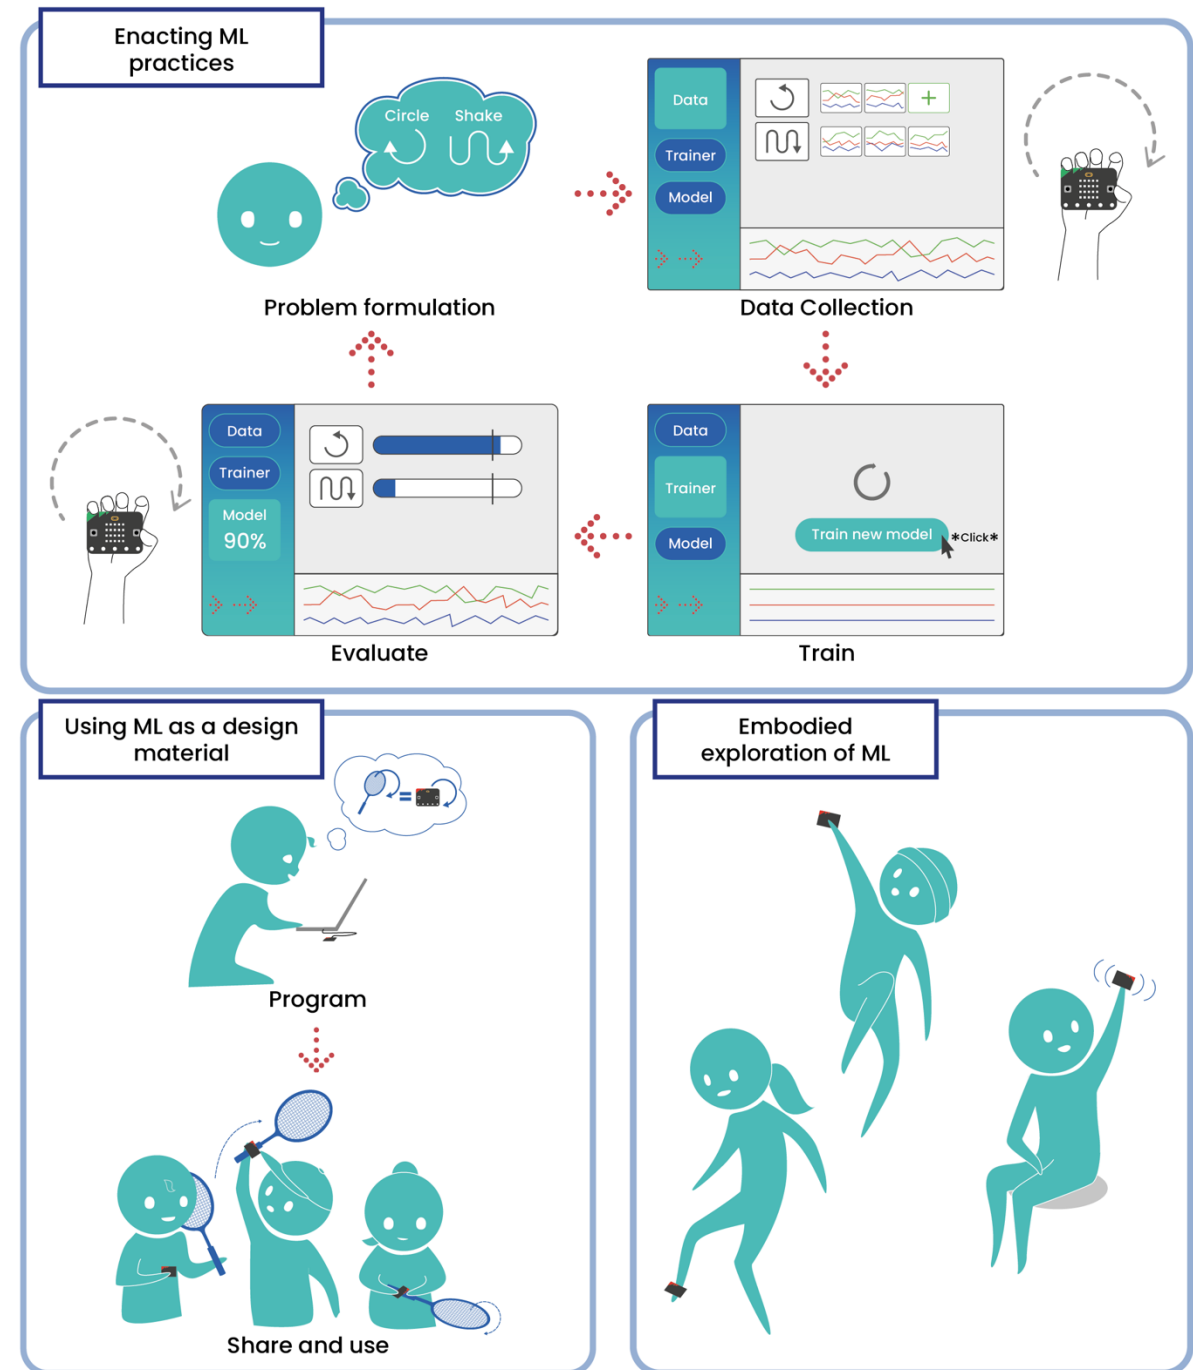 Enacting ML
practices
Circle
Shake
Problem formulation
Data
Trainer
Model
+
Data Collection
Data
Trainer
Model
90%
Evaluate
Data
Trainer
Model
Train new model
*Click*
Train
Using ML as a design
material
=
Program
Share and use
Embodied
exploration of ML